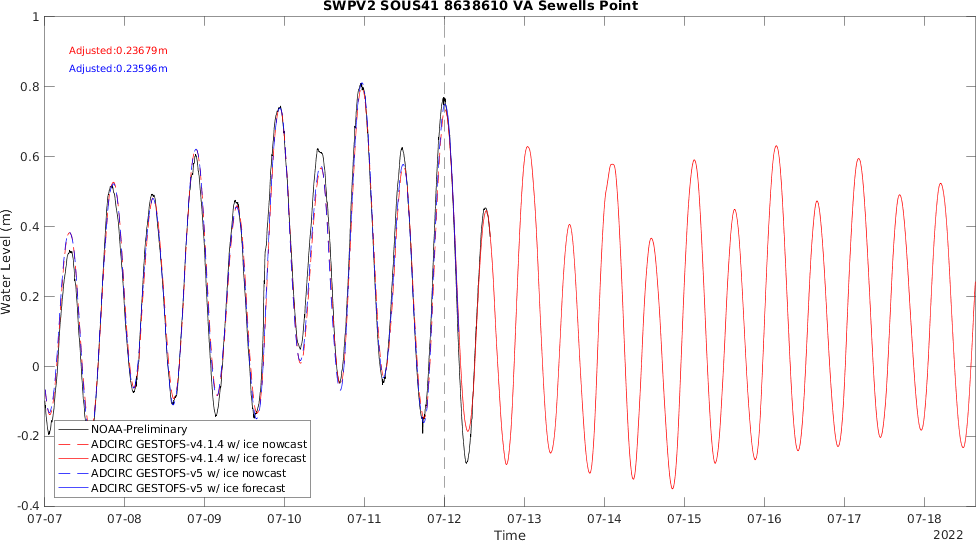 SWPV2 SOUS41 8638610 VA Sewells Point
Adjusted:0.23679m
Adjusted:0.23596m
1
0.8
0.6
0.4
0.2
0
-0.2
-0.4
Water Level (m)
NOAA-Preliminary
ADCIRC GESTOFS-v4.1.4 w/ ice nowcast
ADCIRC GESTOFS-v4.1.4 w/ ice forecast
ADCIRC GESTOFS-v5 w/ ice nowcast
ADCIRC GESTOFS-v5 w/ ice forecast
07-07 07-08 07-09 07-10 07-11 07-12 07-13 07-14 07-15 07-16 07-17 07-18
Time
2022